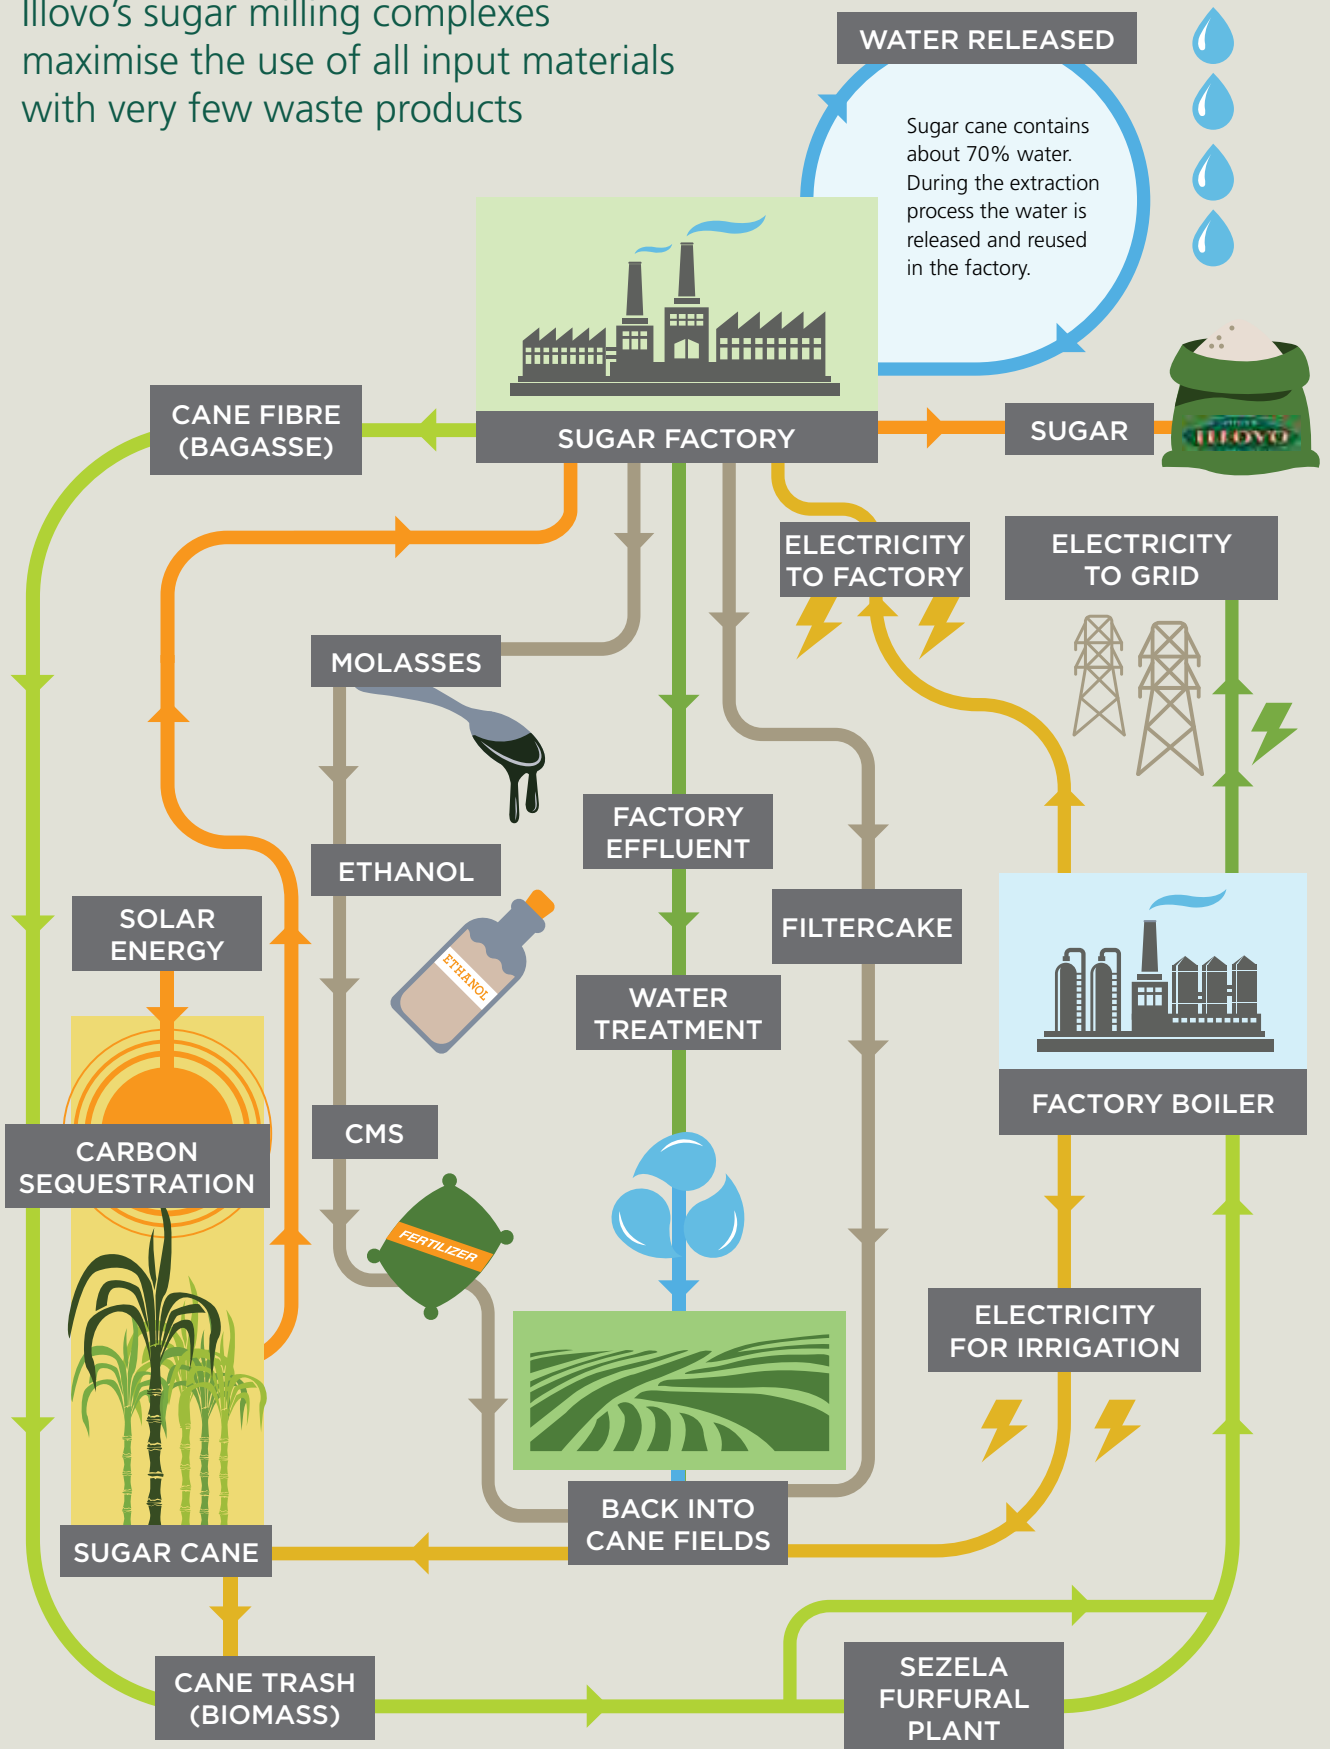 Illovo's sugar milling complexes
maximise the use of all input materials
with very few waste products
WATER RELEASED
Sugar cane contains
about 70% water.
During the extraction
process the water is
released and reused
in the factory.
CANE FIBRE
(BAGASSE)
SUGAR FACTORY
SUGAR
ILLOVO
ELECTRICITY
TO FACTORY
ELECTRICITY
TO GRID
MOLASSES
FACTORY
EFFLUENT
ETHANOL
SOLAR
ENERGY
FILTERCAKE
ETHANOL
WATER
TREATMENT
FACTORY BOILER
CMS
CARBON
SEQUESTRATION
FERTILIZER
ELECTRICITY
FOR IRRIGATION
BACK INTO
CANE FIELDS
SUGAR CANE
CANE TRASH
(BIOMASS)
SEZELA
FURFURAL
PLANT